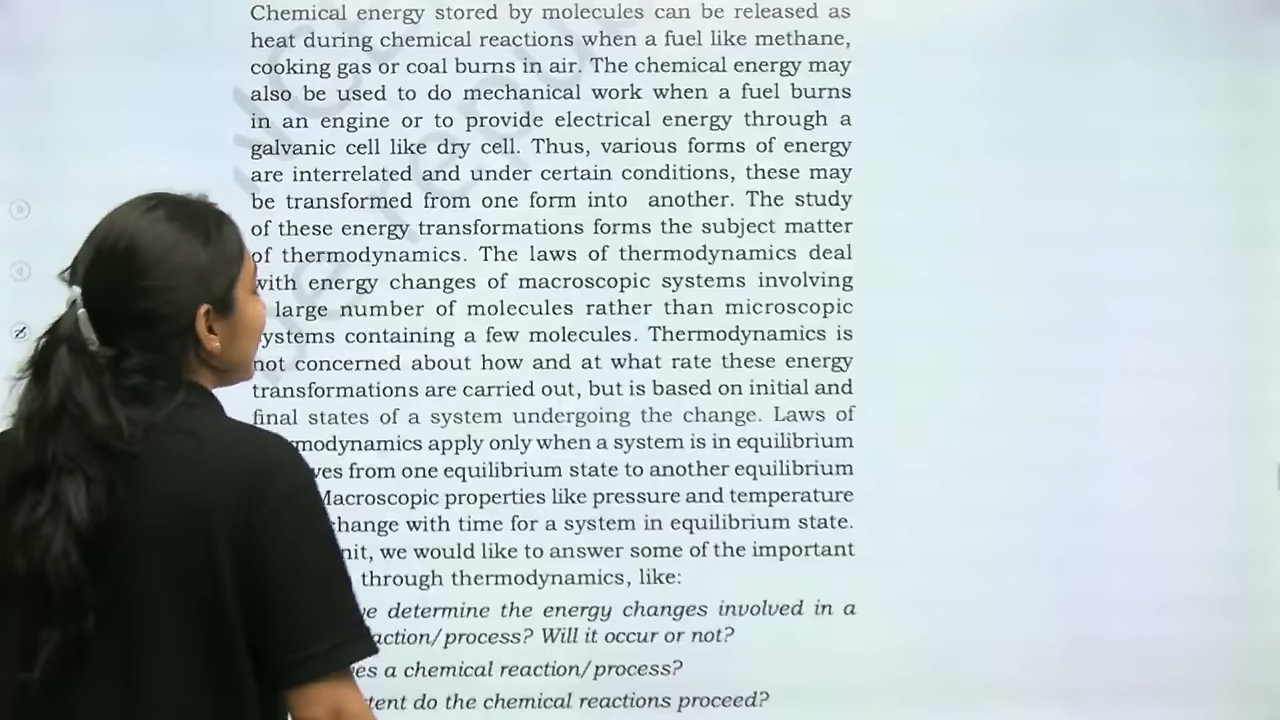 Chemical energy stored by molecules can be released as
heat during chemical reactions when a fuel like methane,
cooking gas or coal burns in air. The chemical energy may
also be used to do mechanical work when a fuel burns
in an engine or to provide electrical energy through a
galvanic cell like dry cell. Thus, various forms of energy
are interrelated and under certain conditions, these may
be transformed from one form into another. The study
of these energy transformations forms the subject matter
of thermodynamics. The laws of thermodynamics deal
with energy changes of macroscopic systems involving
large number of molecules rather than microscopic
ystems containing a few molecules. Thermodynamics is
not concerned about how and at what rate these energy
transformations are carried out, but is based on initial and
final states of a system undergoing the change. Laws of
modynamics apply only when a system is in equilibrium
ves from one equilibrium state to another equilibrium
Macroscopic properties like pressure and temperature
hange with time for a system in equilibrium state.
nit, we would like to answer some of the important
through thermodynamics, like:
ve determine the energy changes involved in a
action/process? Will it occur or not?
es a chemical reaction/process?
tent do the chemical reactions proceed?